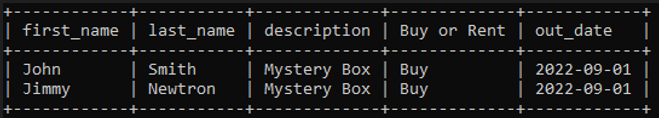 +------------+-----------+-------------+-------------+------------+
| first_name | last_name | description | Buy or Rent | out_date   |
+------------+-----------+-------------+-------------+------------+
| John       | Smith     | Mystery Box | Buy         | 2022-09-01 |
| Jimmy      | Newtron   | Mystery Box | Buy         | 2022-09-01 |
+------------+-----------+-------------+-------------+------------+